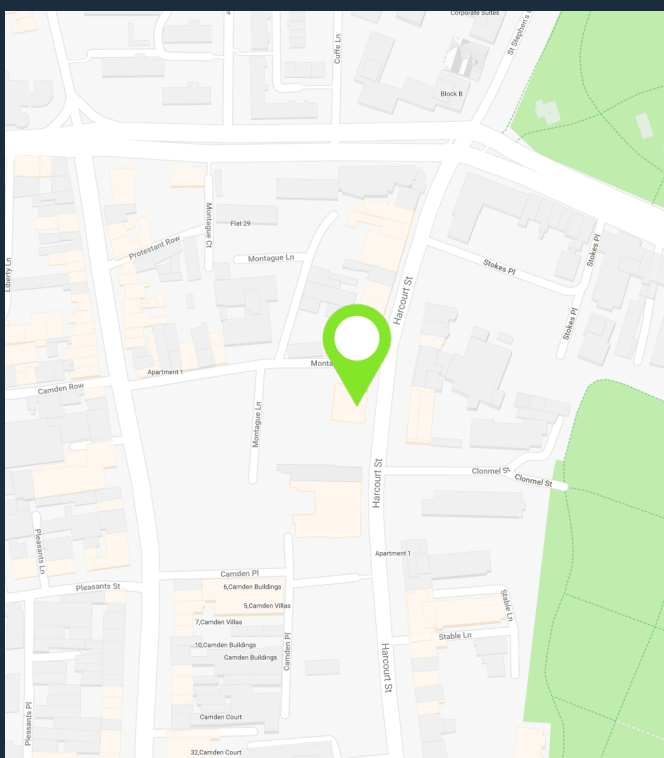 Corporate Suites
St Stephen's
Cuffe Ln
Block B
Montague Ct
Flat 29
Protestant Row
Montague Ln
Liberty Ln
Stokes Pl
Stokes Pl
Stokes Pl
Harcourt St
Apartment 1
Camden Row
Montague Ln
Harcourt St
Clonmel St
Clonmel St
Pleasants Ln
Apartment 1
Camden Pl
Pleasants St
6,Camden Buildings
5,Camden Villas
7,Camden Villas
Stable Ln
Stable Ln
10,Camden Buildings
Camden Buildings
Camden Pl
Harcourt St
Pleasants Pl
Camden Court
32,Camden Court